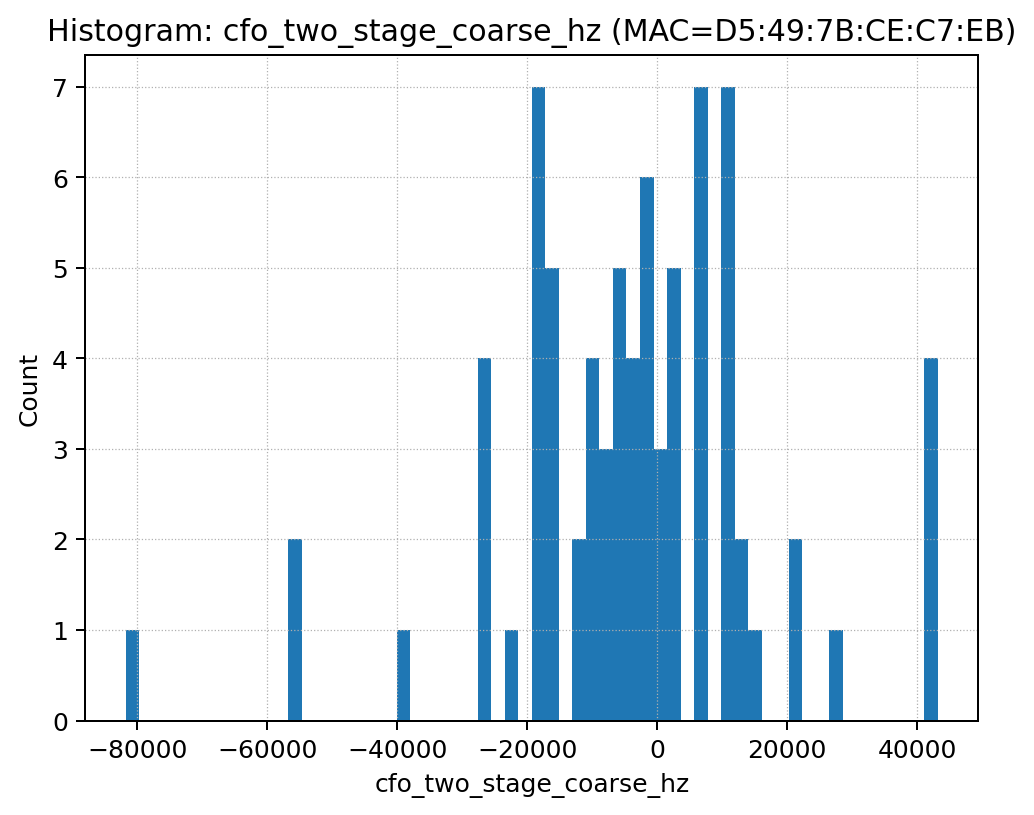 Histogram: cfo_two_stage_coarse_hz (MAC=D5:49:7B:CE:C7:EB)
7
6
5
4
3
2
1
0
Count
−80000 −60000 −40000 −20000 0 20000 40000
cfo_two_stage_coarse_hz